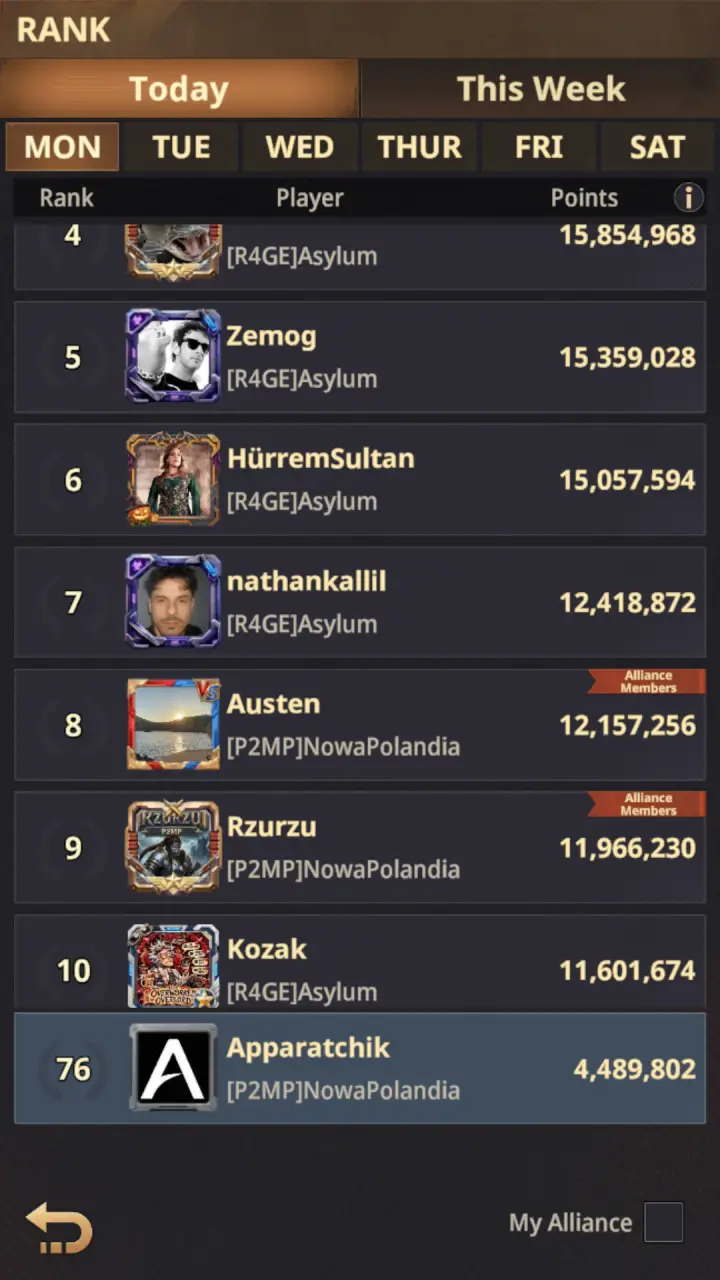 RANK
Today
This Week
MON
TUE
WED
THUR
FRI
SAT
Rank
Player
Points
i
4
[R4GE]Asylum
15,854,968
5
Zemog
[R4GE]Asylum
15,359,028
6
HürremSultan
[R4GE]Asylum
15,057,594
7
nathankallil
[R4GE]Asylum
12,418,872
Alliance
Members
8
VS
Austen
[P2MP]NowaPolandia
12,157,256
Alliance
Members
9
RZURZU
P2MP
Rzurzu
[P2MP]NowaPolandia
11,966,230
10
Kozak
[R4GE]Asylum
11,601,674
76
A
Apparatchik
[P2MP]NowaPolandia
4,489,802
My Alliance